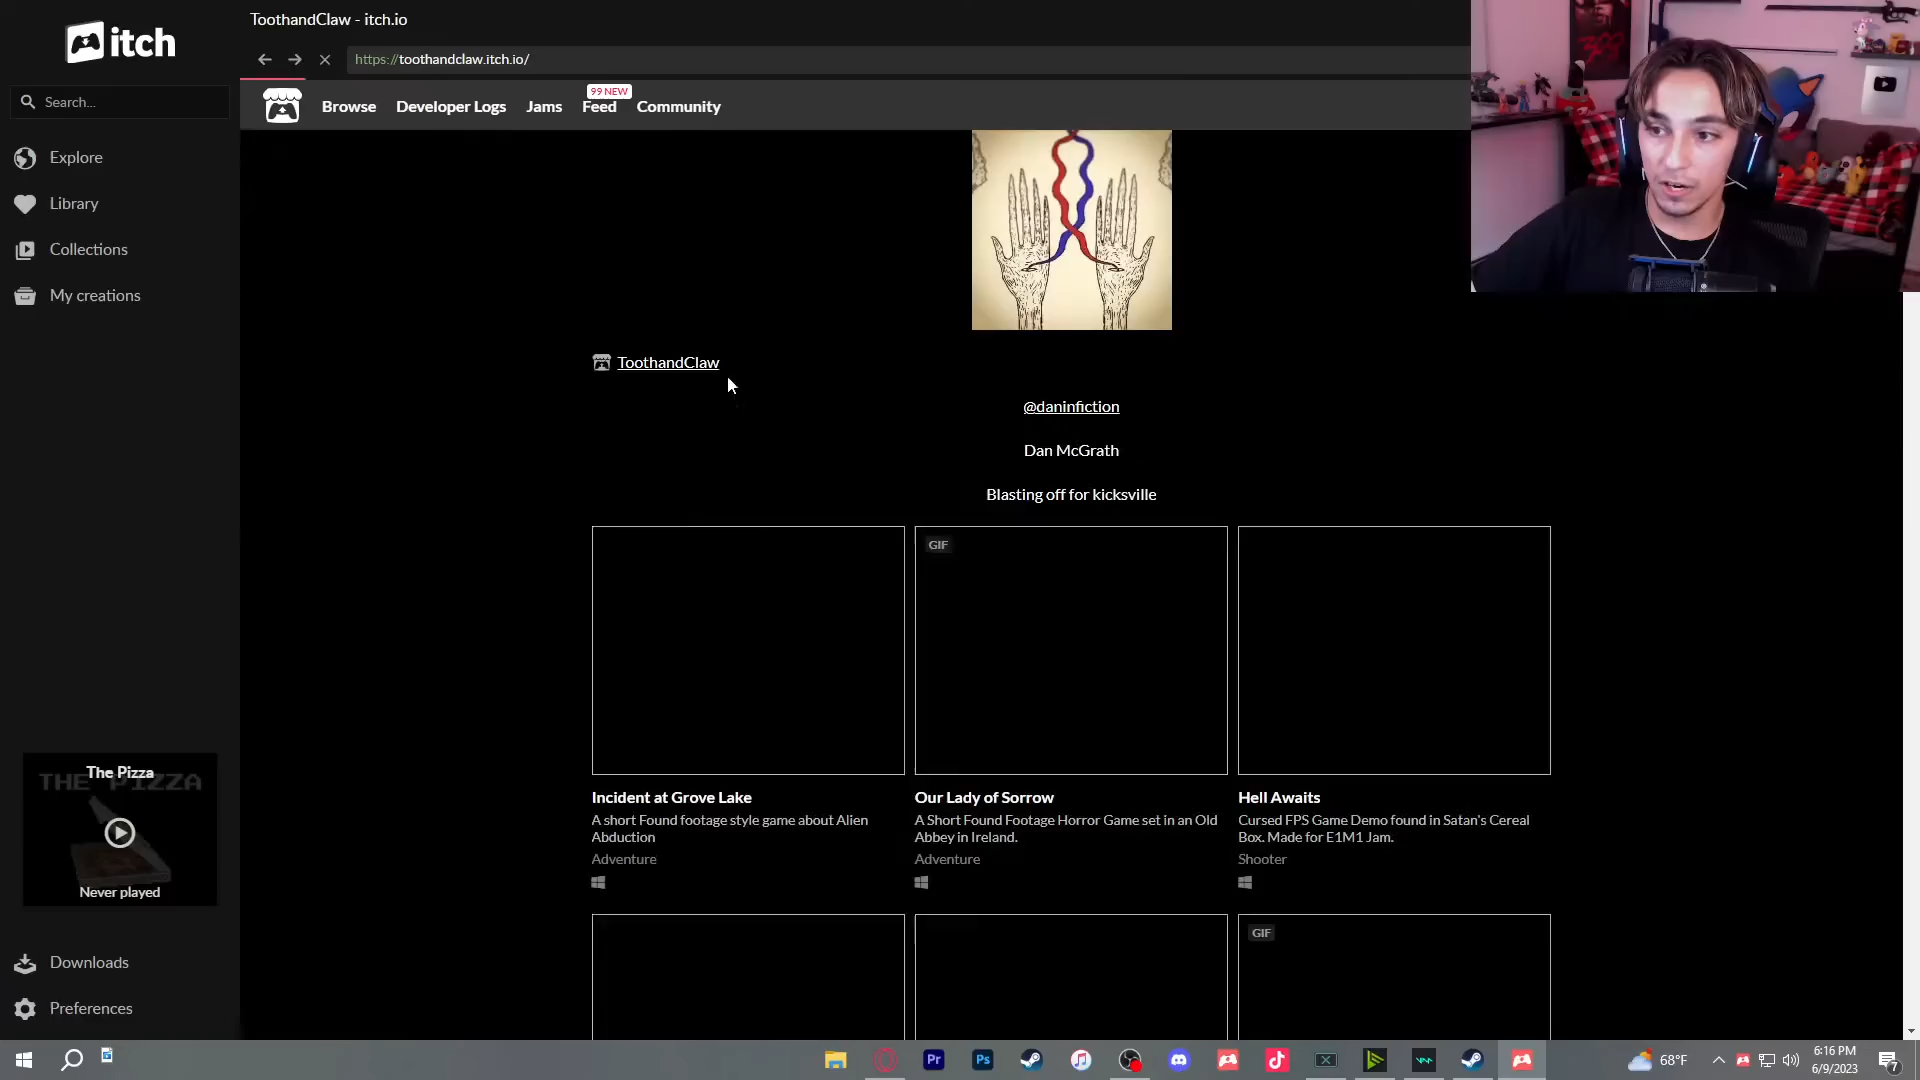 ToothandClaw - itch.io
itch
https://toothandclaw.itch.io/
Search...
Browse
Developer Logs
Jams
99 NEW
Feed
Community
Explore
Library
Collections
My creations
ToothandClaw
@daninfiction
Dan McGrath
Blasting off for kicksville
GIF
Incident at Grove Lake
A short Found footage style game about Alien
Abduction
Adventure
Our Lady of Sorrow
A Short Found Footage Horror Game set in an Old
Abbey in Ireland.
Adventure
Hell Awaits
Cursed FPS Game Demo found in Satan's Cereal
Box. Made for E1M1 Jam.
Shooter
GIF
The Pizza
THE PIZZA
Never played
Downloads
Preferences
Pr
Ps
68°F
6:16 PM
6/9/2023
7